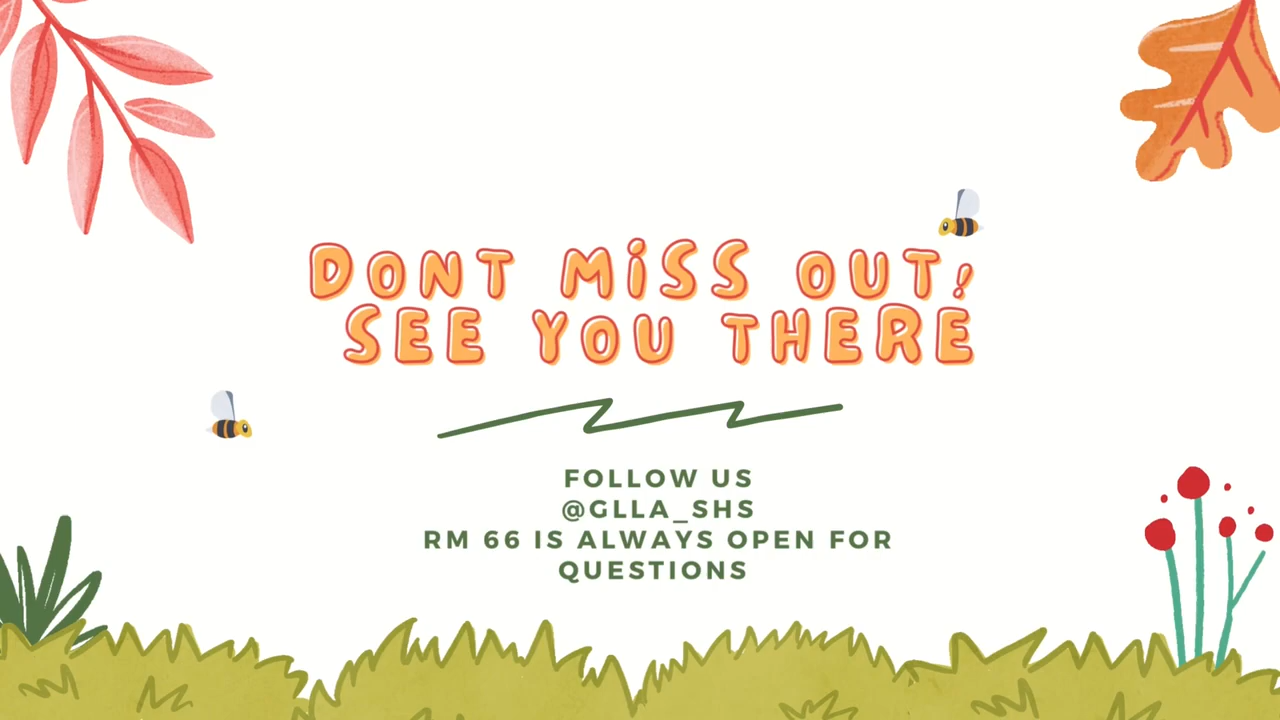 DONT MISS OUT!
SEE YOU THERE
FOLLOW US
@GLLA_SHS
RM 66 IS ALWAYS OPEN FOR
QUESTIONS